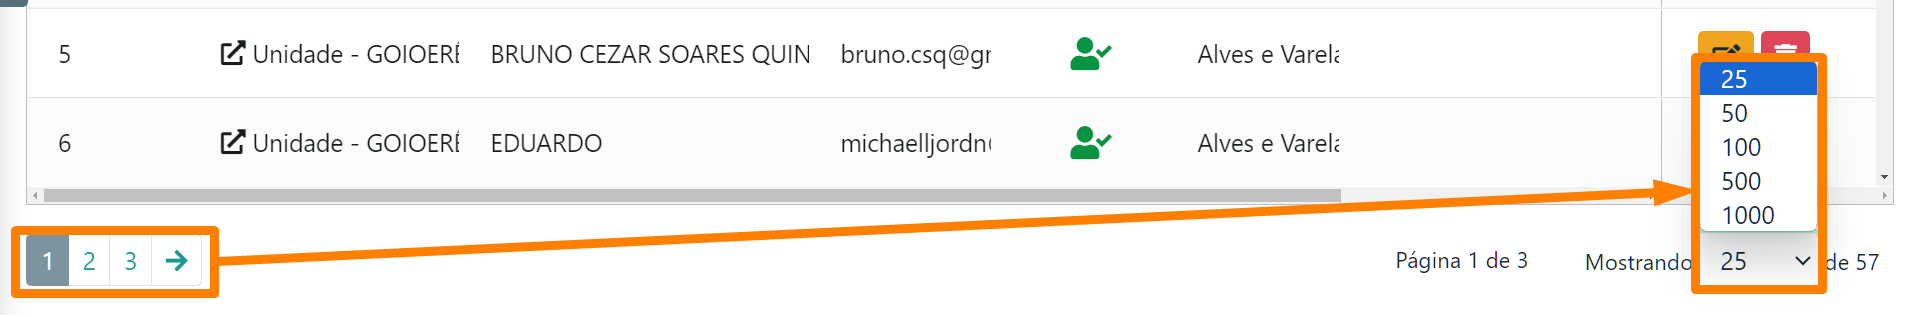 5 Unidade - GOIOERÊ BRUNO CEZAR SOARES QUIN bruno.csq@gr Alves e Varela
25
50
100
6 Unidade - GOIOERÊ EDUARDO michaelljordn Alves e Varela
500
1000
1 2 3 Página 1 de 3 Mostrando 25 de 57